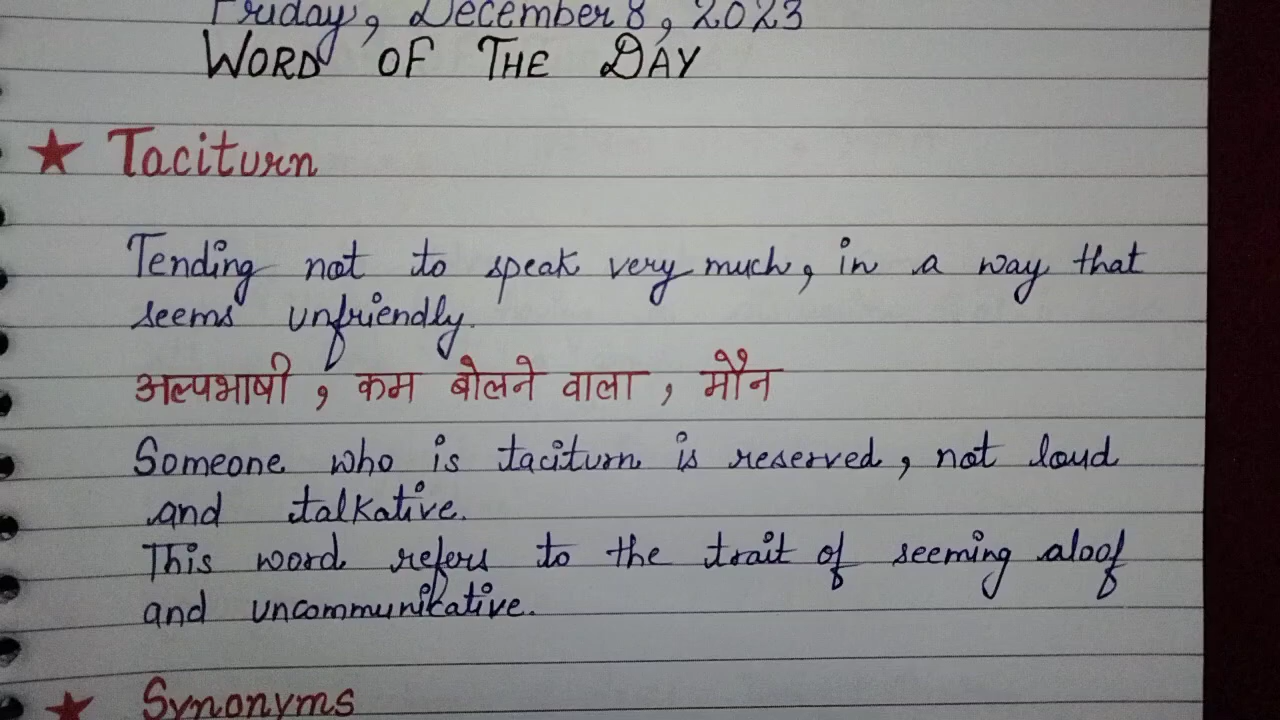 Friday, December 8, 2023
WORD OF THE DAY
★ Taciturn
Tending not to speak very much, in a way that
seems unfriendly.
अल्पभाषी, कम बोलने वाला, मौन
Someone who is taciturn is reserved, not loud
and talkative.
This word refers to the trait of seeming aloof
and uncommunikative.
★ Synonyms